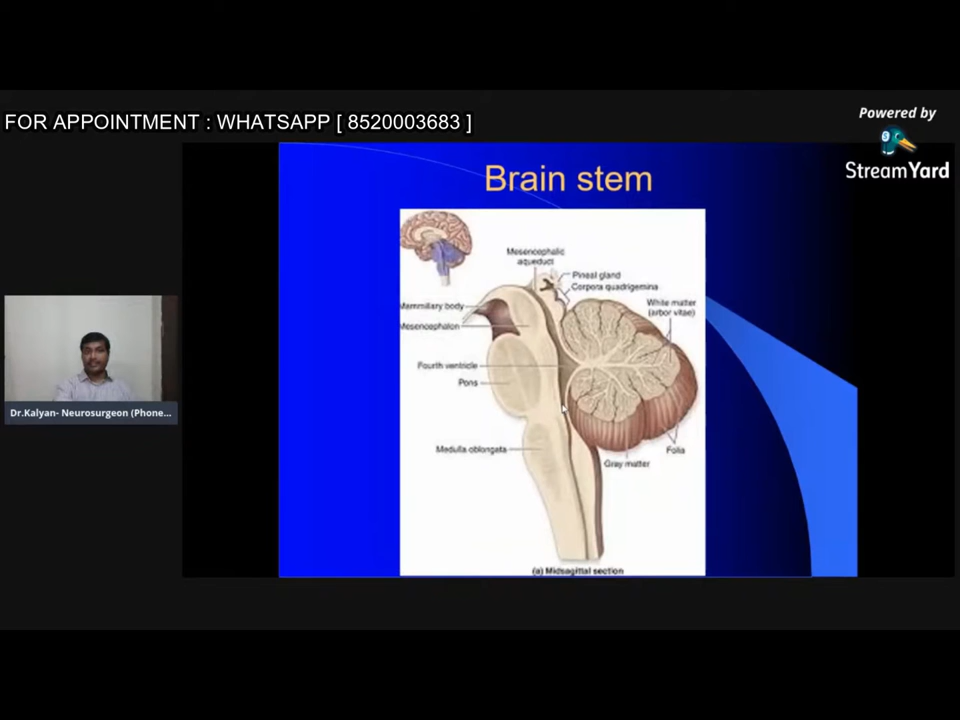 FOR APPOINTMENT : WHATSAPP [ 8520003683 ]
Powered by
StreamYard
Brain stem
Mesencephalic
aqueduct
Pineal gland
Corpora quadrigemina
White matter
(arbor vitae)
Mammillary body
Mesencephalon
Fourth ventricle
Pons
Medulla oblongata
Folia
Gray matter
(a) Midsagittal section
Dr.Kalyan- Neurosurgeon (Phone...